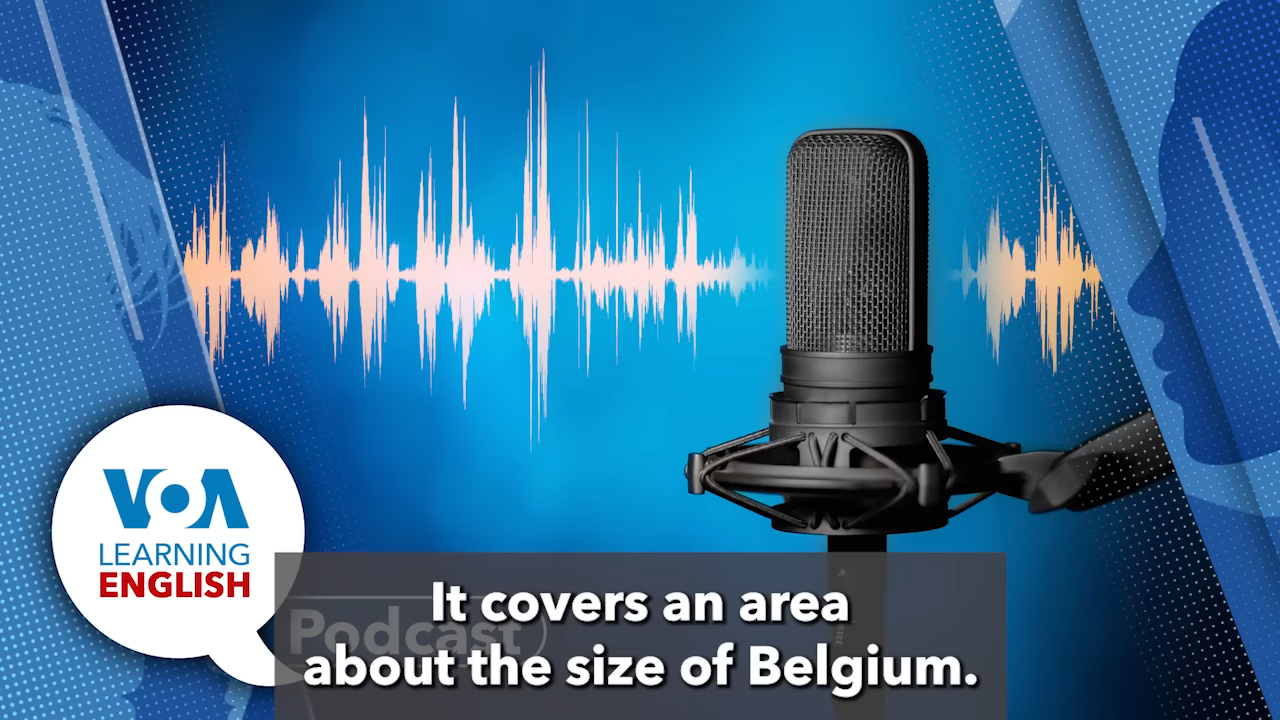 VOA
LEARNING
ENGLISH
Podcast
It covers an area
about the size of Belgium.